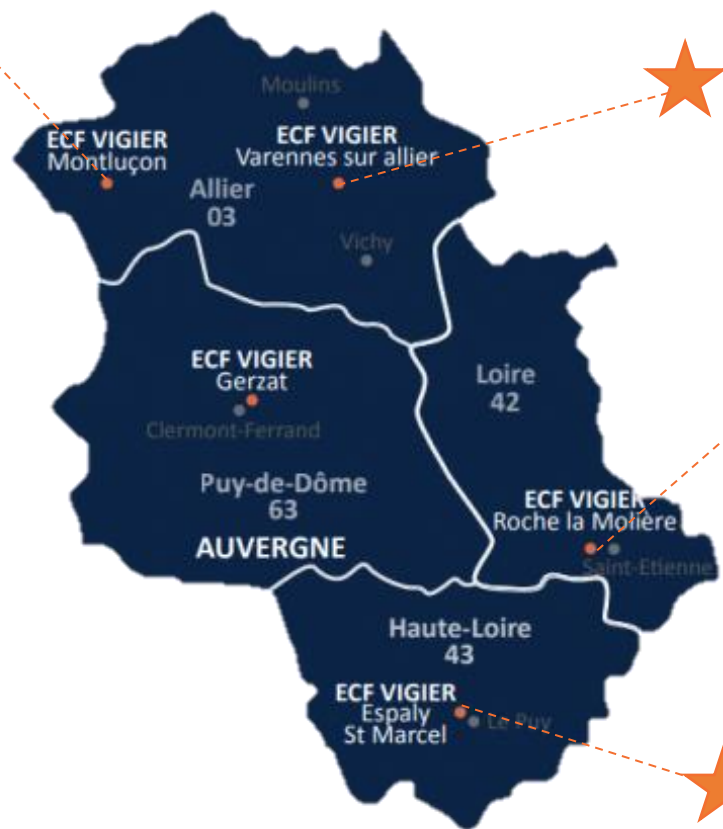 Moulins
ECF VIGIER
Montluçon
ECF VIGIER
Varennes sur allier
Allier
03
Vichy
ECF VIGIER
Gerzat
Clermont-Ferrand
Loire
42
Puy-de-Dôme
63
AUVERGNE
ECF VIGIER
Roche la Molière
Saint-Etienne
Haute-Loire
43
ECF VIGIER
Espaly
St Marcel
Le Puy